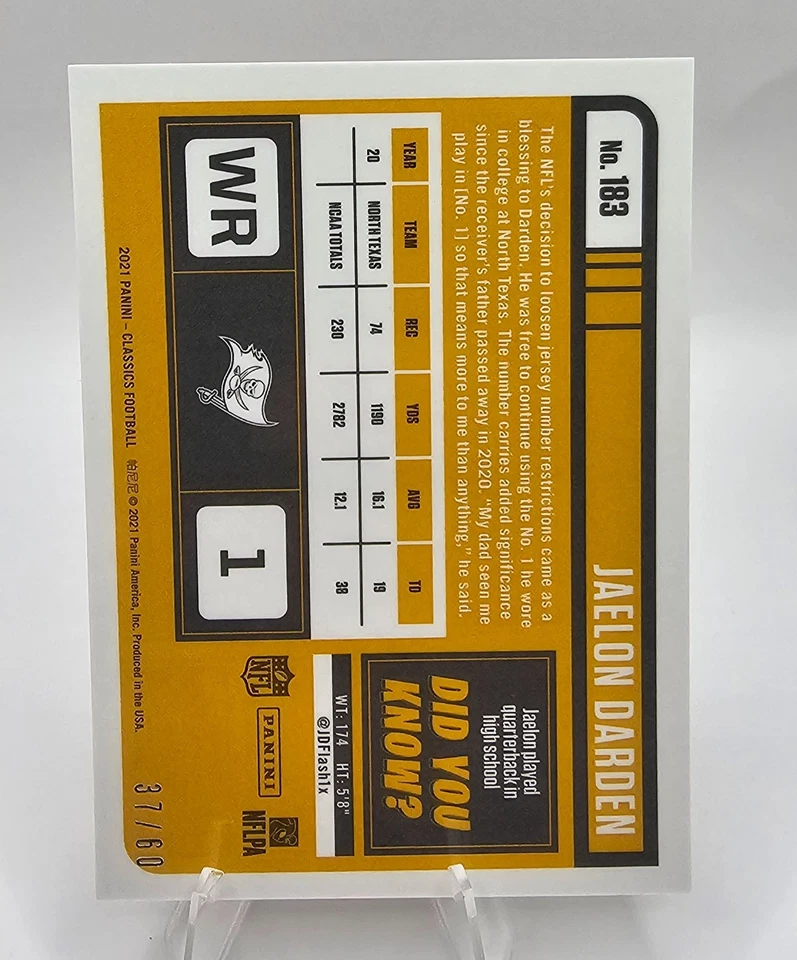 No. 183
JAELON DARDEN
The NFL's decision to loosen jersey number restrictions came as a
blessing to Darden. He was free to continue using the No. 1 he wore
in college at North Texas. The number carries added significance
since the receiver's father passed away in 2020. "My dad seen me
play in [No. 1] so that means more to me than anything," he said.
YEAR TEAM REC YDS AVG TD
20 NORTH TEXAS 74 1190 16.1 19
NCAA TOTALS 230 2782 12.1 38
WR
1
Jaelon played
quarterback in
high school
DID YOU
KNOW?
WT: 174 HT: 5'8"
@JDFlash1x
NFL
PANINI
NFLPA
2021 PANINI – CLASSICS FOOTBALL 帕尼尼 © 2021 Panini America, Inc. Produced in the USA.
37/60